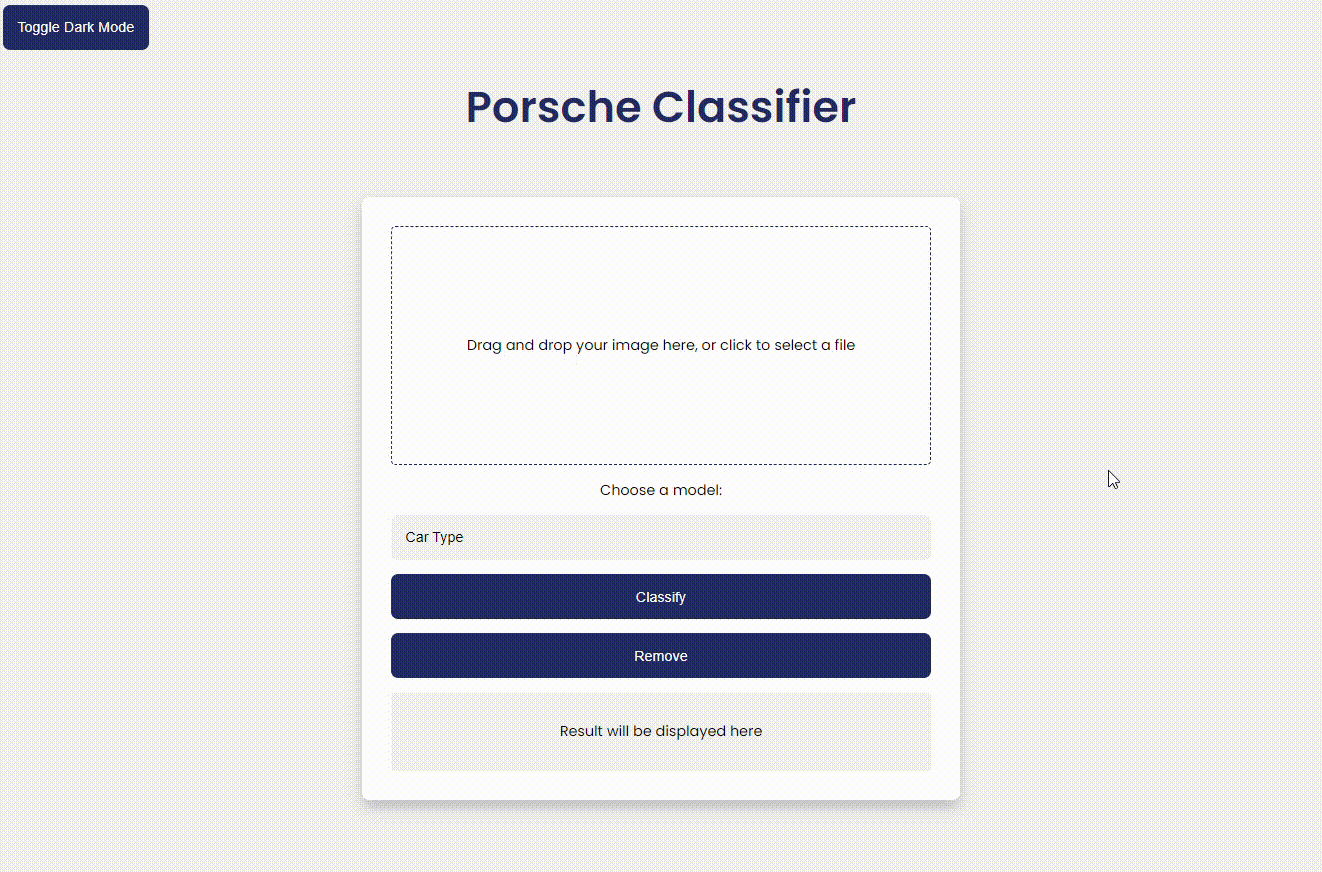 Toggle Dark Mode
Porsche Classifier
Drag and drop your image here, or click to select a file
Choose a model:
Car Type
Classify
Remove
Result will be displayed here